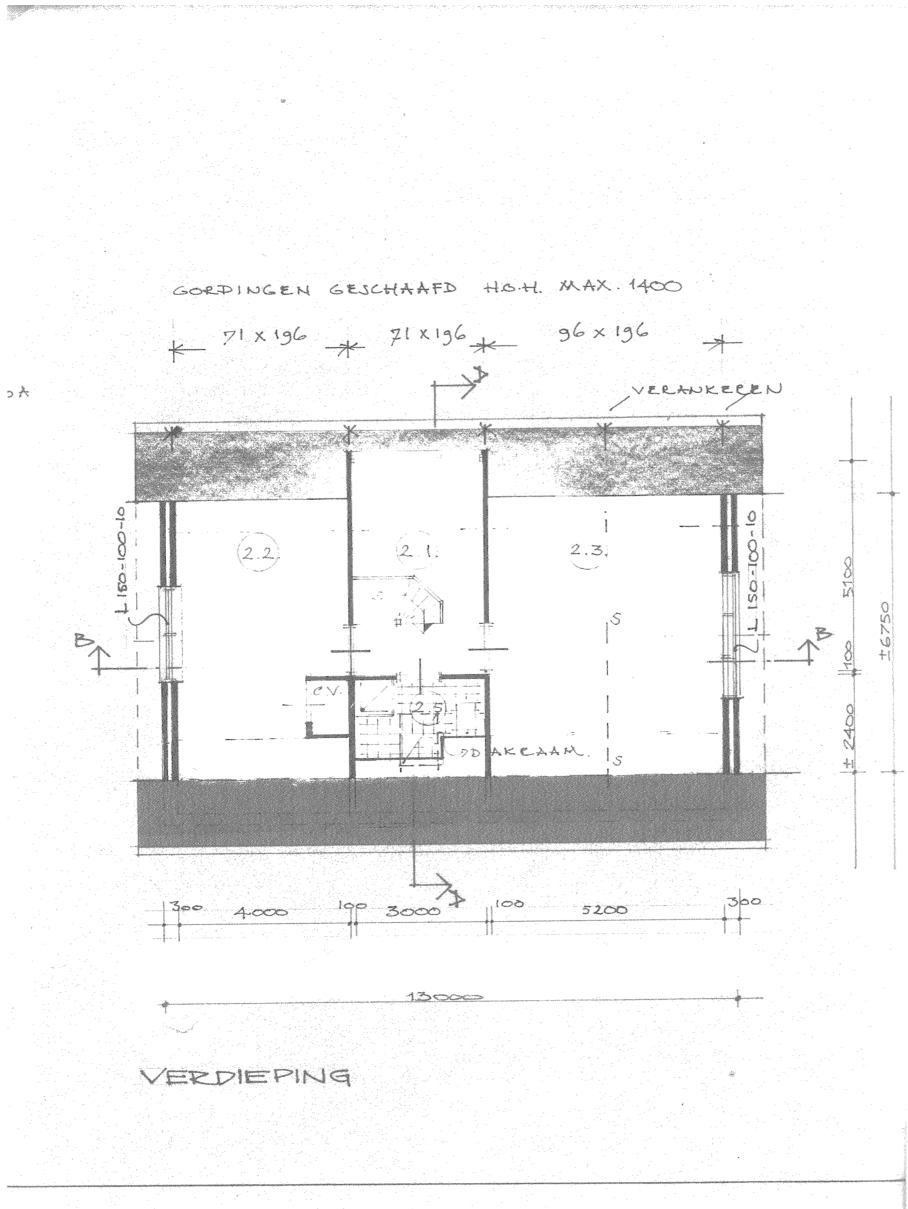 GORDINGEN GESCHAAFD H.O.H. MAX. 1400
71 x 196 71 x 196 96 x 196
A
VERANKEREN
L 150-100-10
2.2.
2.1.
2.3.
L 150-100-10
5100
±6750
S
B
B
100
C.V.
2.5
DAKRAAM.
± 2400
S
A
300 4000 100 3000 100 5200 300
13000
VERDIEPING